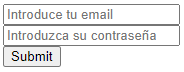 Introduce tu email
Introduzca su contraseña
Submit